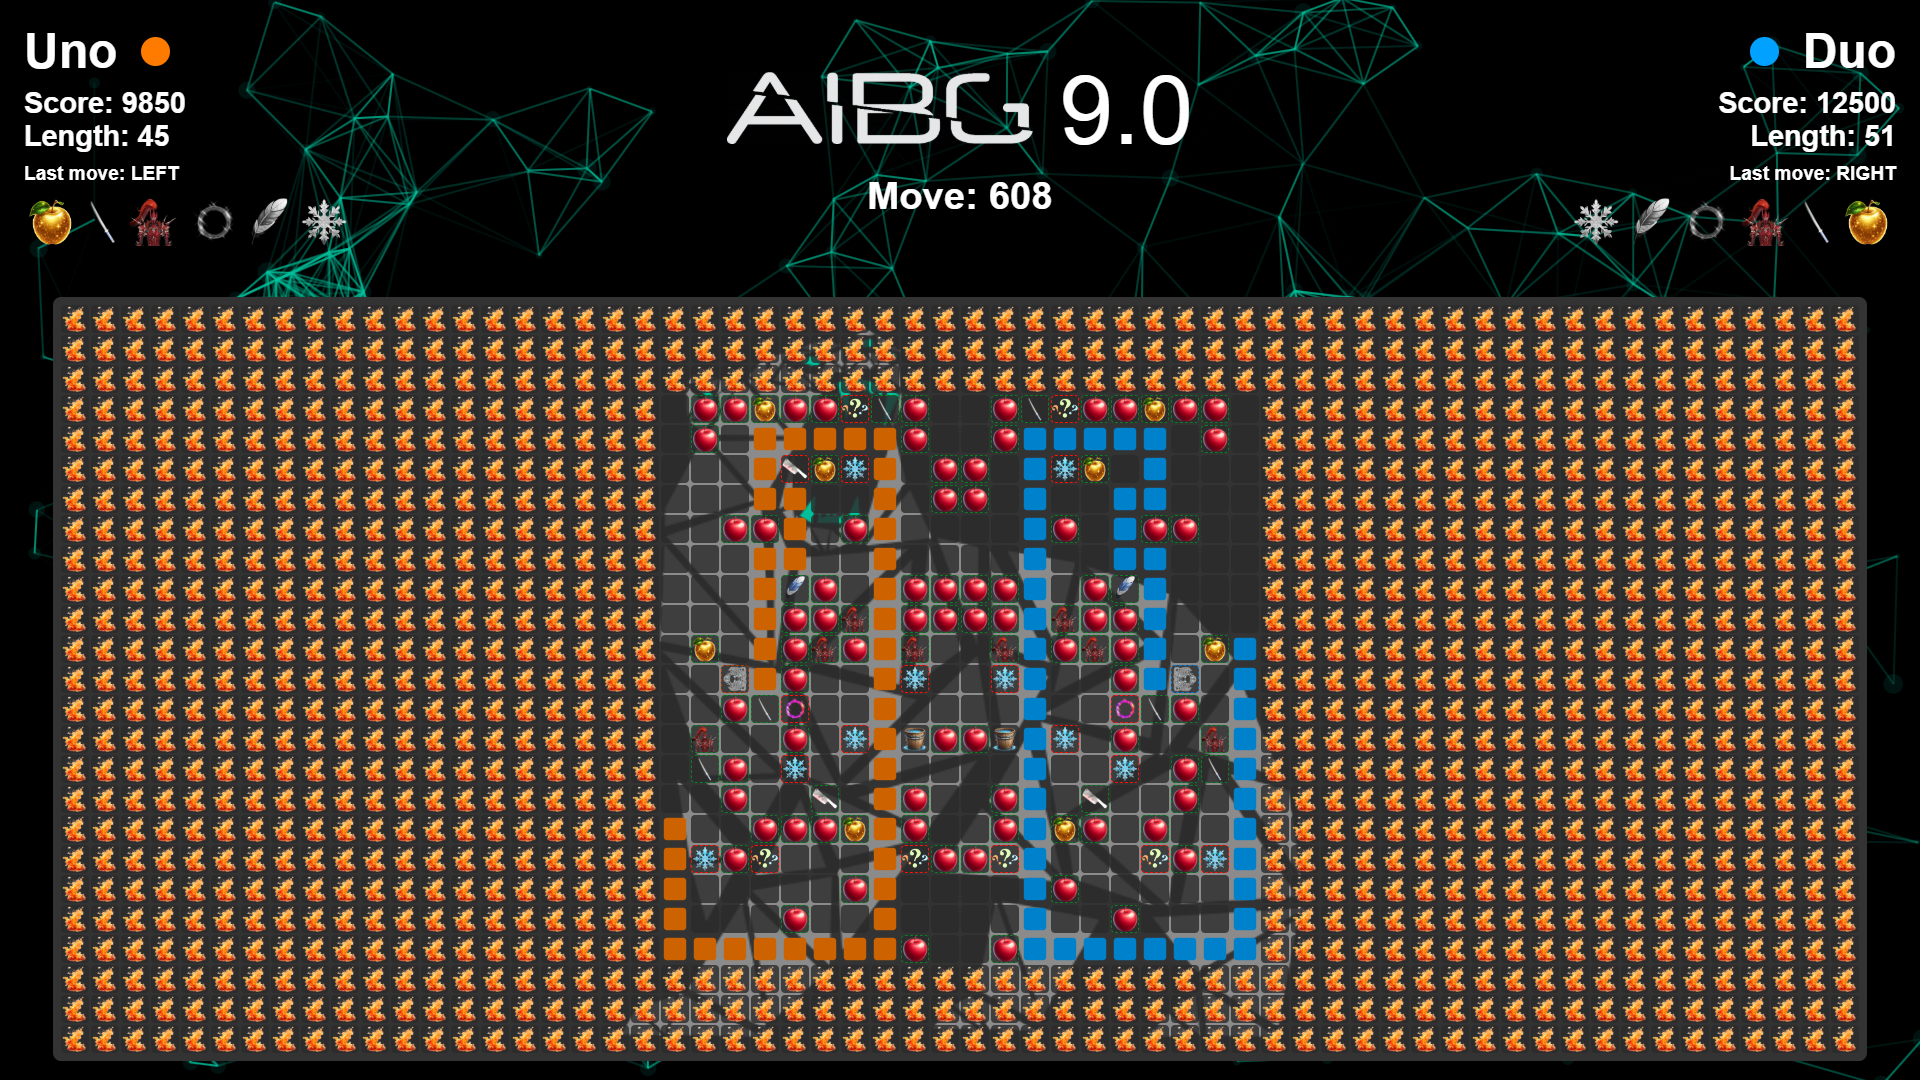 Uno
Score: 9850
Length: 45
Last move: LEFT
AIBG 9.0
Move: 608
Duo
Score: 12500
Length: 51
Last move: RIGHT